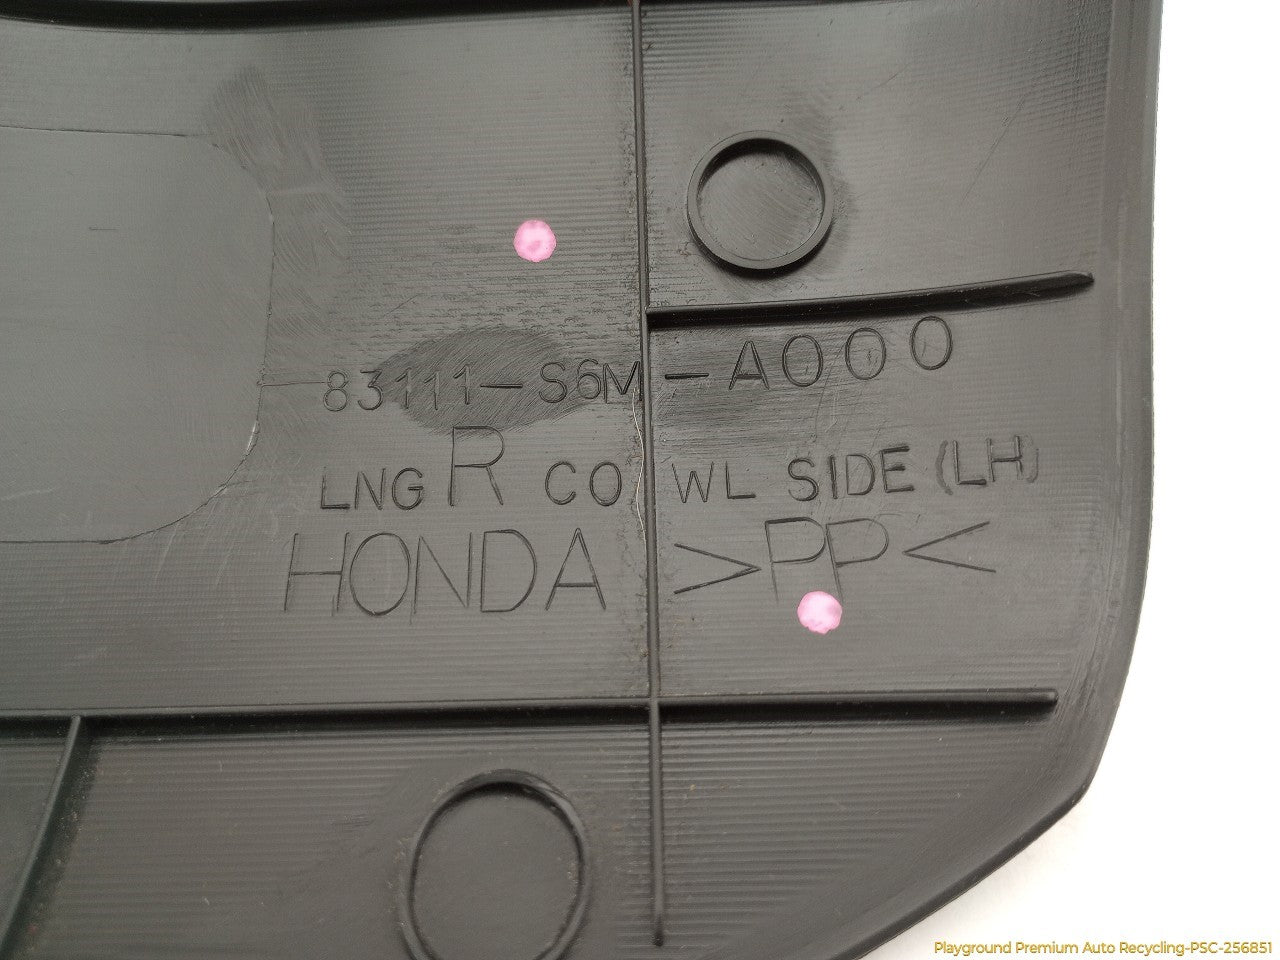 83111-S6M-A000
LNG R COWL SIDE (LH)
HONDA >PP<
Playground Premium Auto Recycling-PSC-256851